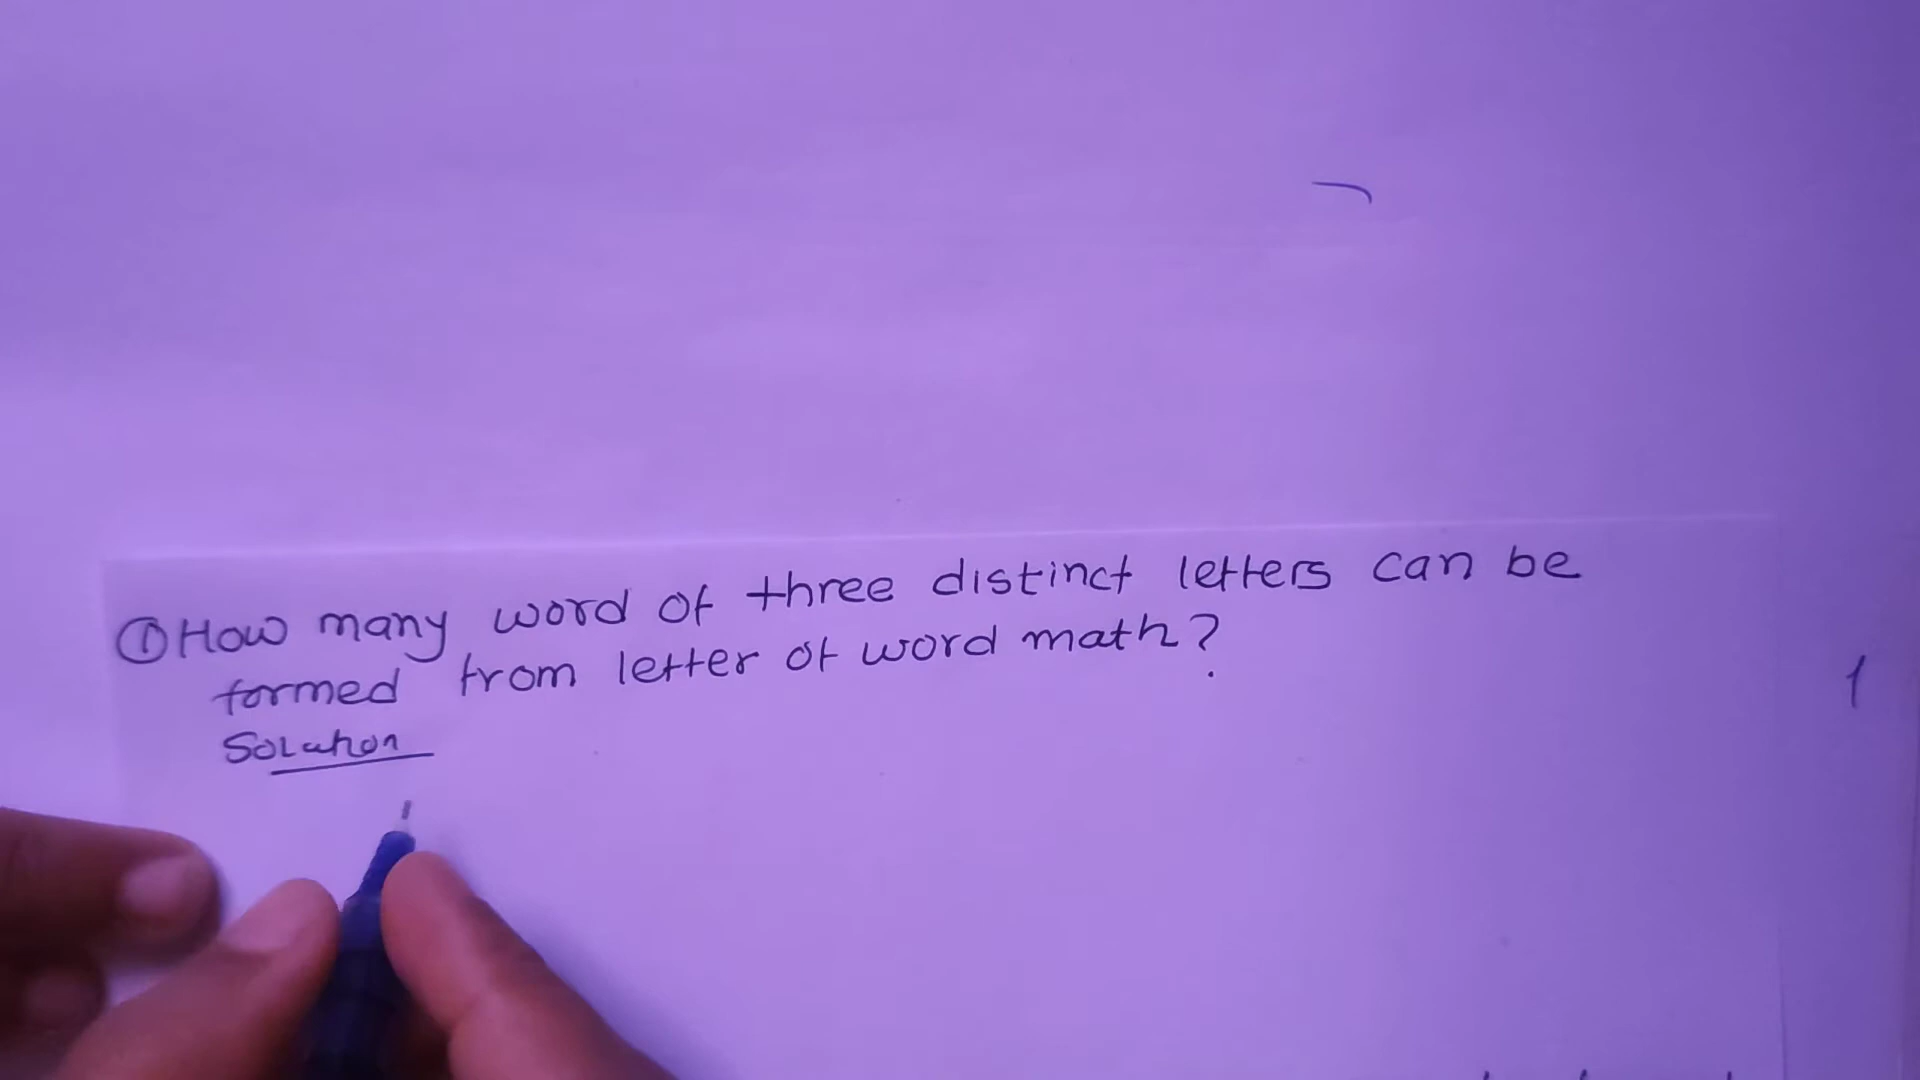 ① How many word of three distinct letters can be
formed from letter of word math?
Solution